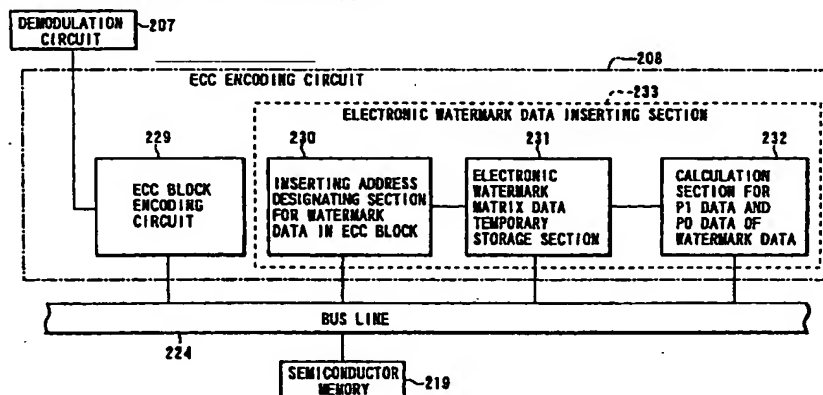 DEMODULATION
CIRCUIT
207
208
ECC ENCODING CIRCUIT
233
ELECTRONIC WATERMARK DATA INSERTING SECTION
229
ECC BLOCK
ENCODING
CIRCUIT
230
INSERTING ADDRESS
DESIGNATING SECTION
FOR WATERMARK
DATA IN ECC BLOCK
231
ELECTRONIC
WATERMARK
MATRIX DATA
TEMPORARY
STORAGE SECTION
232
CALCULATION
SECTION FOR
PI DATA AND
PO DATA OF
WATERMARK DATA
BUS LINE
224
SEMICONDUCTOR
MEMORY
219